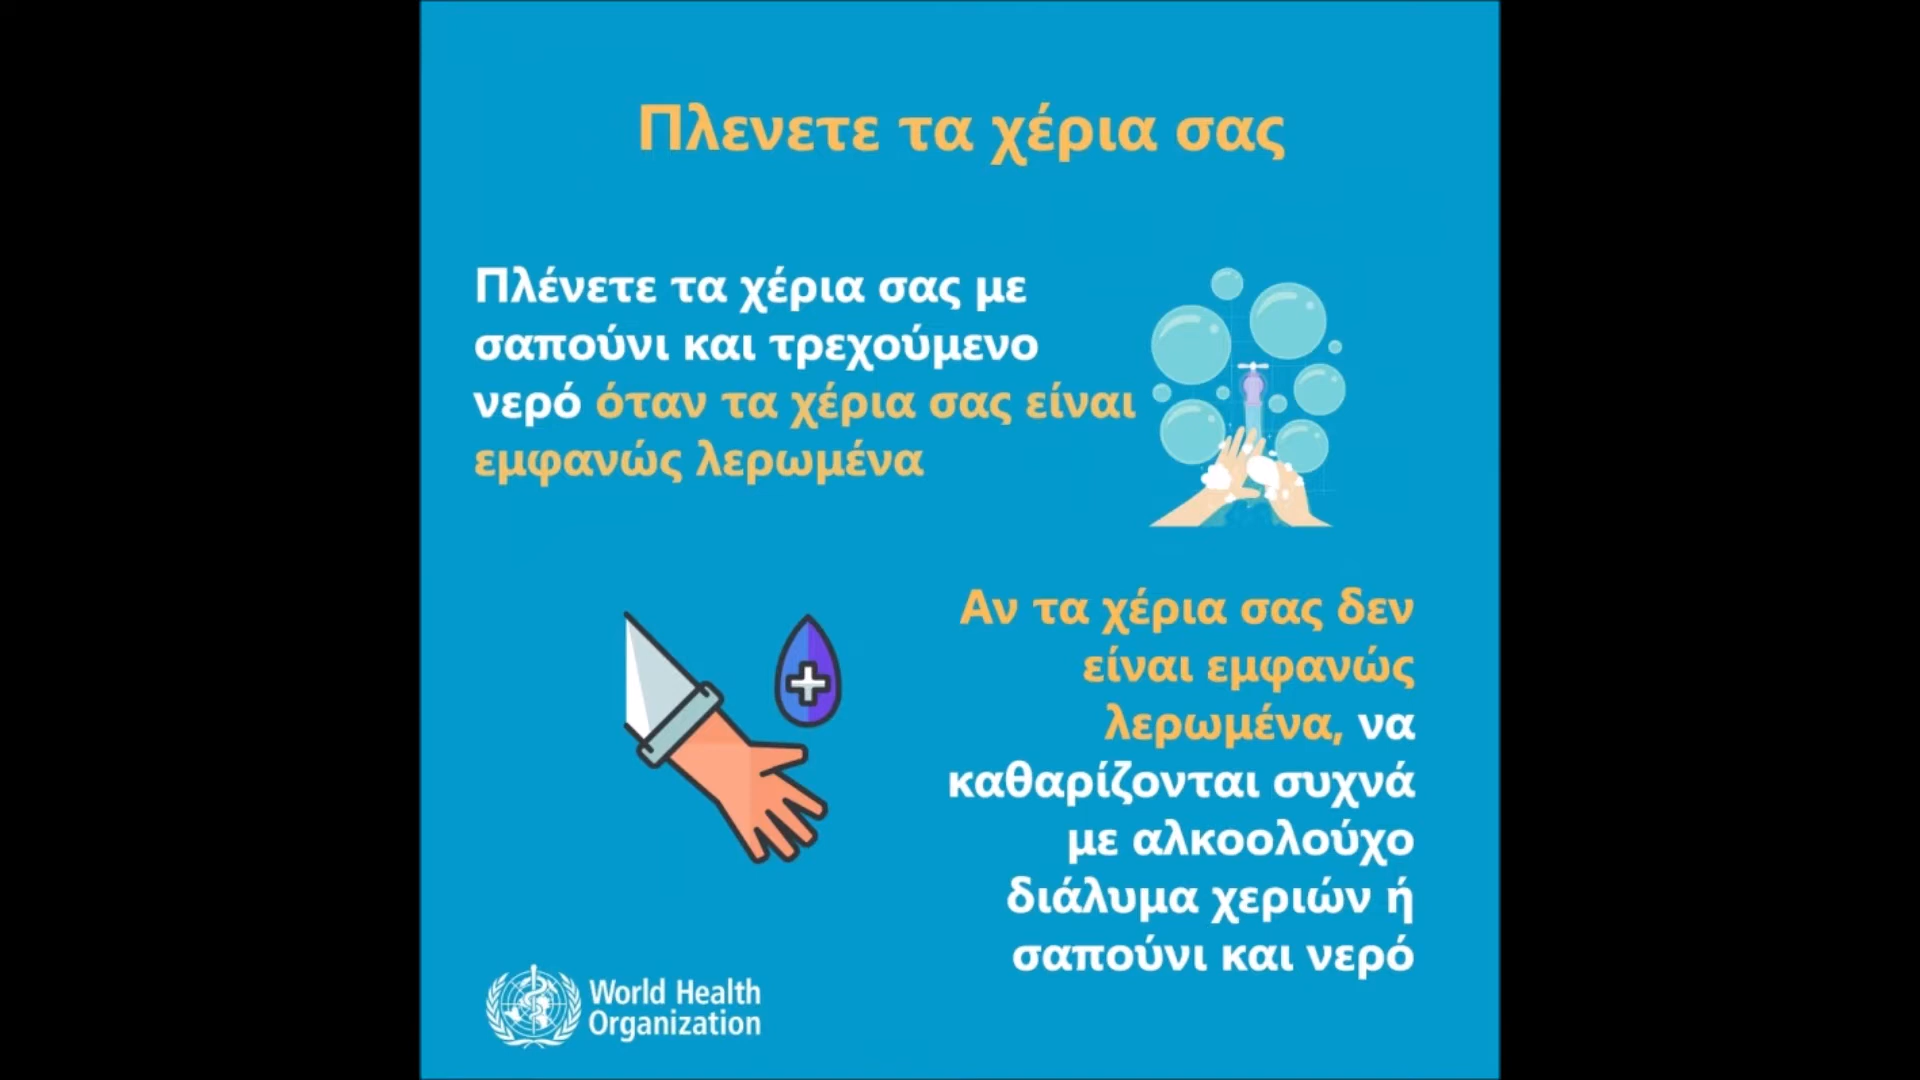 Πλενετε τα χέρια σας
Πλένετε τα χέρια σας με
σαπούνι και τρεχούμενο
νερό όταν τα χέρια σας είναι
εμφανώς λερωμένα
Αν τα χέρια σας δεν
είναι εμφανώς
λερωμένα, να
καθαρίζονται συχνά
με αλκοολούχο
διάλυμα χεριών ή
σαπούνι και νερό
World Health
Organization